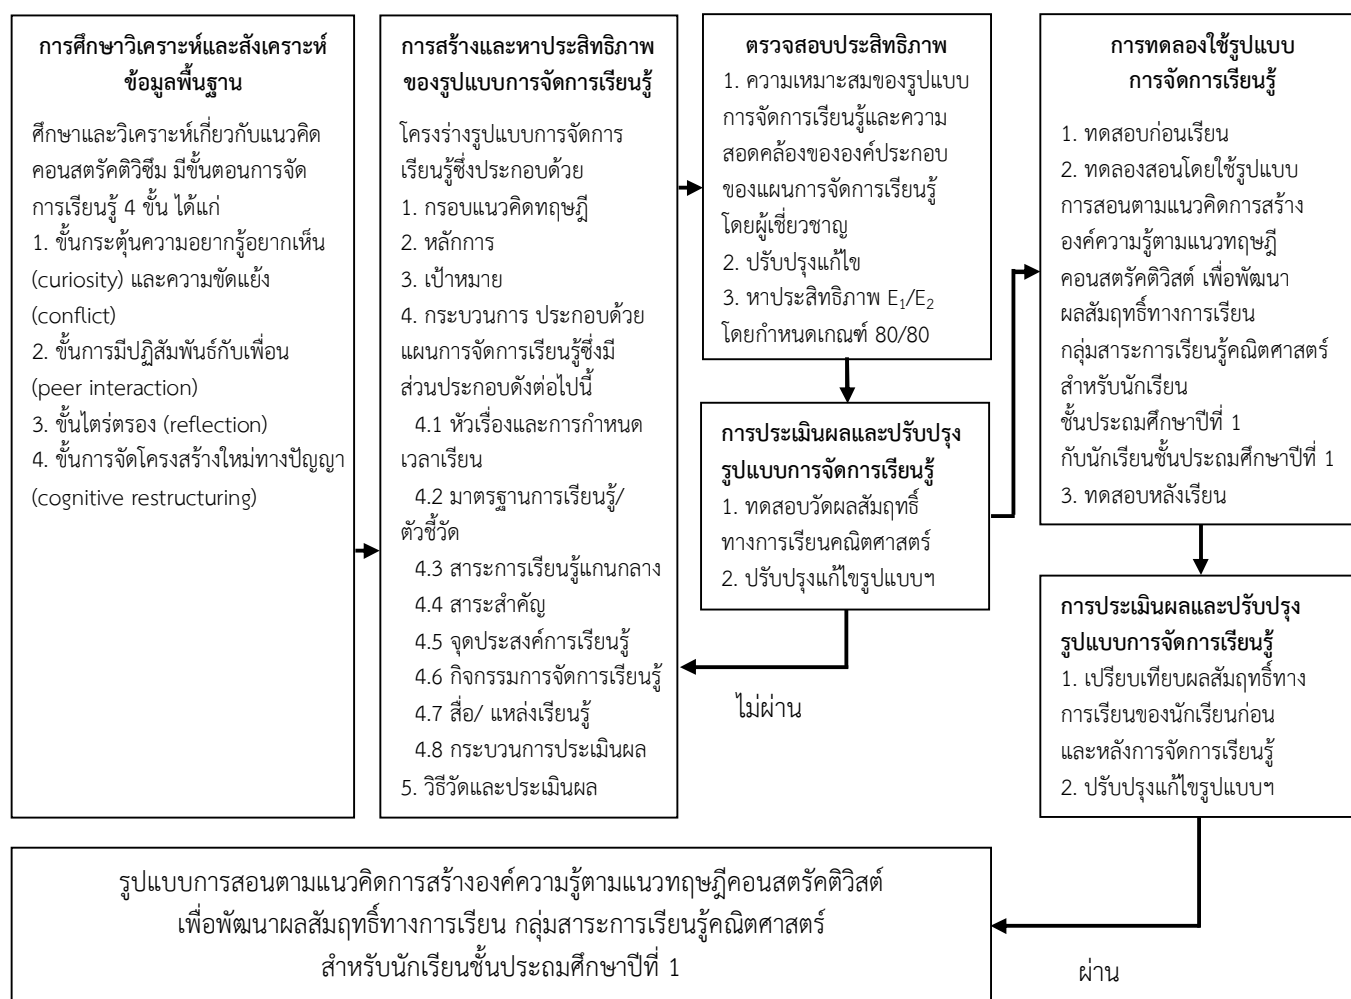 การศึกษาวิเคราะห์และสังเคราะห์
ข้อมูลพื้นฐาน
ศึกษาและวิเคราะห์เกี่ยวกับแนวคิด
คอนสตรัคติวิซึม มีขั้นตอนการจัด
การเรียนรู้ 4 ขั้น ได้แก่
1. ขั้นกระตุ้นความอยากรู้อยากเห็น
(curiosity) และความขัดแย้ง
(conflict)
2. ขั้นการมีปฏิสัมพันธ์กับเพื่อน
(peer interaction)
3. ขั้นไตร่ตรอง (reflection)
4. ขั้นการจัดโครงสร้างใหม่ทางปัญญา
(cognitive restructuring)
การสร้างและหาประสิทธิภาพ
ของรูปแบบการจัดการเรียนรู้
โครงร่างรูปแบบการจัดการ
เรียนรู้ซึ่งประกอบด้วย
1. กรอบแนวคิดทฤษฎี
2. หลักการ
3. เป้าหมาย
4. กระบวนการ ประกอบด้วย
แผนการจัดการเรียนรู้ซึ่งมี
ส่วนประกอบดังต่อไปนี้
4.1 หัวเรื่องและการกำหนด
เวลาเรียน
4.2 มาตรฐานการเรียนรู้/
ตัวชี้วัด
4.3 สาระการเรียนรู้แกนกลาง
4.4 สาระสำคัญ
4.5 จุดประสงค์การเรียนรู้
4.6 กิจกรรมการจัดการเรียนรู้
4.7 สื่อ/ แหล่งเรียนรู้
4.8 กระบวนการประเมินผล
5. วิธีวัดและประเมินผล
ตรวจสอบประสิทธิภาพ
1. ความเหมาะสมของรูปแบบ
การจัดการเรียนรู้และความ
สอดคล้องขององค์ประกอบ
ของแผนการจัดการเรียนรู้
โดยผู้เชี่ยวชาญ
2. ปรับปรุงแก้ไข
3. หาประสิทธิภาพ E₁/E₂
โดยกำหนดเกณฑ์ 80/80
การประเมินผลและปรับปรุง
รูปแบบการจัดการเรียนรู้
1. ทดสอบวัดผลสัมฤทธิ์
ทางการเรียนคณิตศาสตร์
2. ปรับปรุงแก้ไขรูปแบบฯ
ไม่ผ่าน
การทดลองใช้รูปแบบ
การจัดการเรียนรู้
1. ทดสอบก่อนเรียน
2. ทดลองสอนโดยใช้รูปแบบ
การสอนตามแนวคิดการสร้าง
องค์ความรู้ตามแนวทฤษฎี
คอนสตรัคติวิสต์ เพื่อพัฒนา
ผลสัมฤทธิ์ทางการเรียน
กลุ่มสาระการเรียนรู้คณิตศาสตร์
สำหรับนักเรียน
ชั้นประถมศึกษาปีที่ 1
กับนักเรียนชั้นประถมศึกษาปีที่ 1
3. ทดสอบหลังเรียน
การประเมินผลและปรับปรุง
รูปแบบการจัดการเรียนรู้
1. เปรียบเทียบผลสัมฤทธิ์ทาง
การเรียนของนักเรียนก่อน
และหลังการจัดการเรียนรู้
2. ปรับปรุงแก้ไขรูปแบบฯ
รูปแบบการสอนตามแนวคิดการสร้างองค์ความรู้ตามแนวทฤษฎีคอนสตรัคติวิสต์
เพื่อพัฒนาผลสัมฤทธิ์ทางการเรียน กลุ่มสาระการเรียนรู้คณิตศาสตร์
สำหรับนักเรียนชั้นประถมศึกษาปีที่ 1
ผ่าน